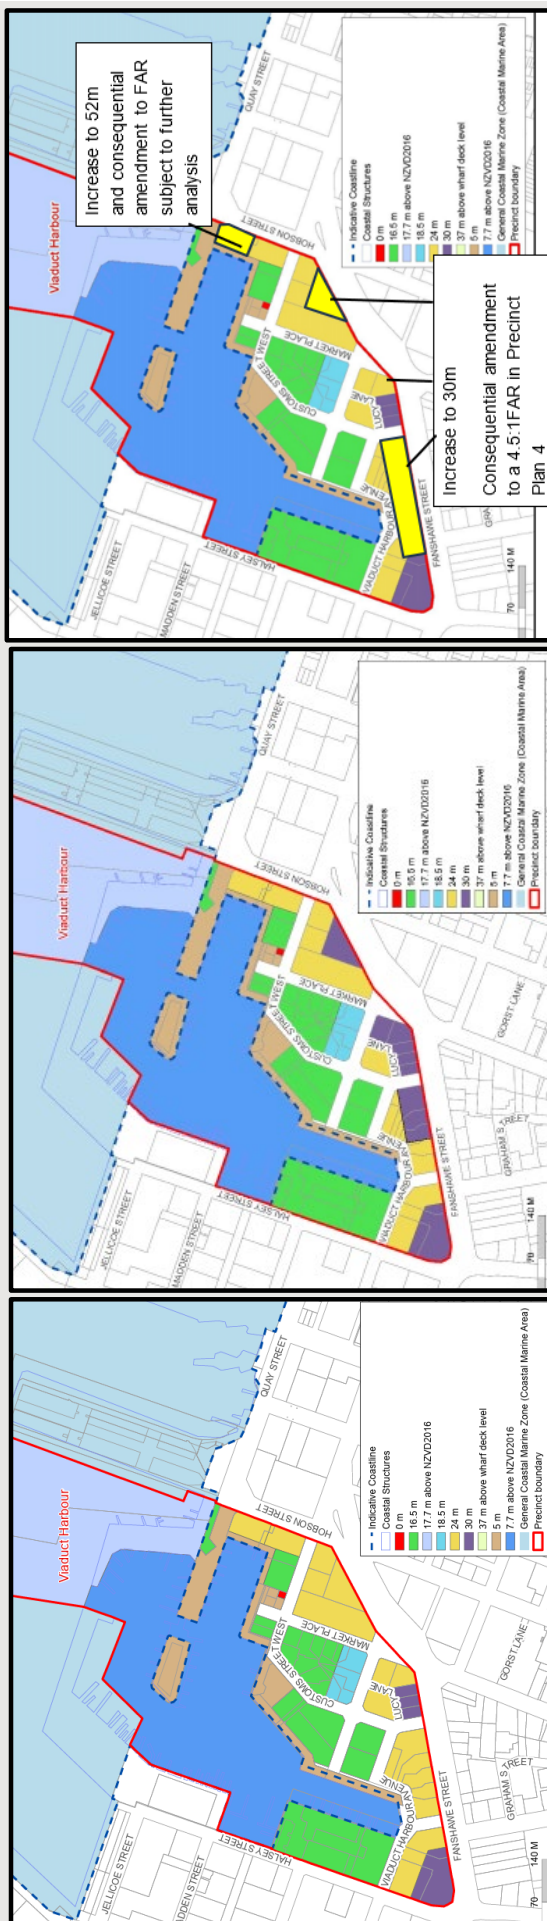 Increase to 52m
and consequential
amendment to FAR
subject to further
analysis
Viaduct Harbour
QUAY STREET
HOBSON STREET
MARKET PLACE
CUSTOMS STREET WEST
LUCY
LANE
JELLICOE STREET
MADDEN STREET
HALSEY STREET
VIADUCT HARBOUR AVENUE
FANSHAWE STREET
GRA
Increase to 30m
Consequential amendment
to a 4.5:1FAR in Precinct
Plan 4
70 140 M
Indicative Coastline
Coastal Structures
0 m
16.5 m
17.7 m above NZVD2016
18.5 m
24 m
30 m
37 m above wharf deck level
5 m
7.7 m above NZVD2016
General Coastal Marine Zone (Coastal Marine Area)
Precinct boundary
Viaduct Harbour
QUAY STREET
HOBSON STREET
MARKET PLACE
CUSTOMS STREET WEST
LUCY
LANE
JELLICOE STREET
MADDEN STREET
HALSEY STREET
VIADUCT HARBOUR AVENUE
FANSHAWE STREET
GORST LANE
GRAHAM STREET
70 140 M
Indicative Coastline
Coastal Structures
0 m
16.5 m
17.7 m above NZVD2016
18.5 m
24 m
30 m
37 m above wharf deck level
5 m
7.7 m above NZVD2016
General Coastal Marine Zone (Coastal Marine Area)
Precinct boundary
Viaduct Harbour
QUAY STREET
HOBSON STREET
MARKET PLACE
CUSTOMS STREET WEST
LUCY
LANE
JELLICOE STREET
DDEN STREET
HALSEY STREET
VIADUCT HARBOUR AVENUE
FANSHAWE STREET
GORST LANE
GRAHAM STREET
70 140 M
Indicative Coastline
Coastal Structures
0 m
16.5 m
17.7 m above NZVD2016
18.5 m
24 m
30 m
37 m above wharf deck level
5 m
7.7 m above NZVD2016
General Coastal Marine Zone (Coastal Marine Area)
Precinct boundary